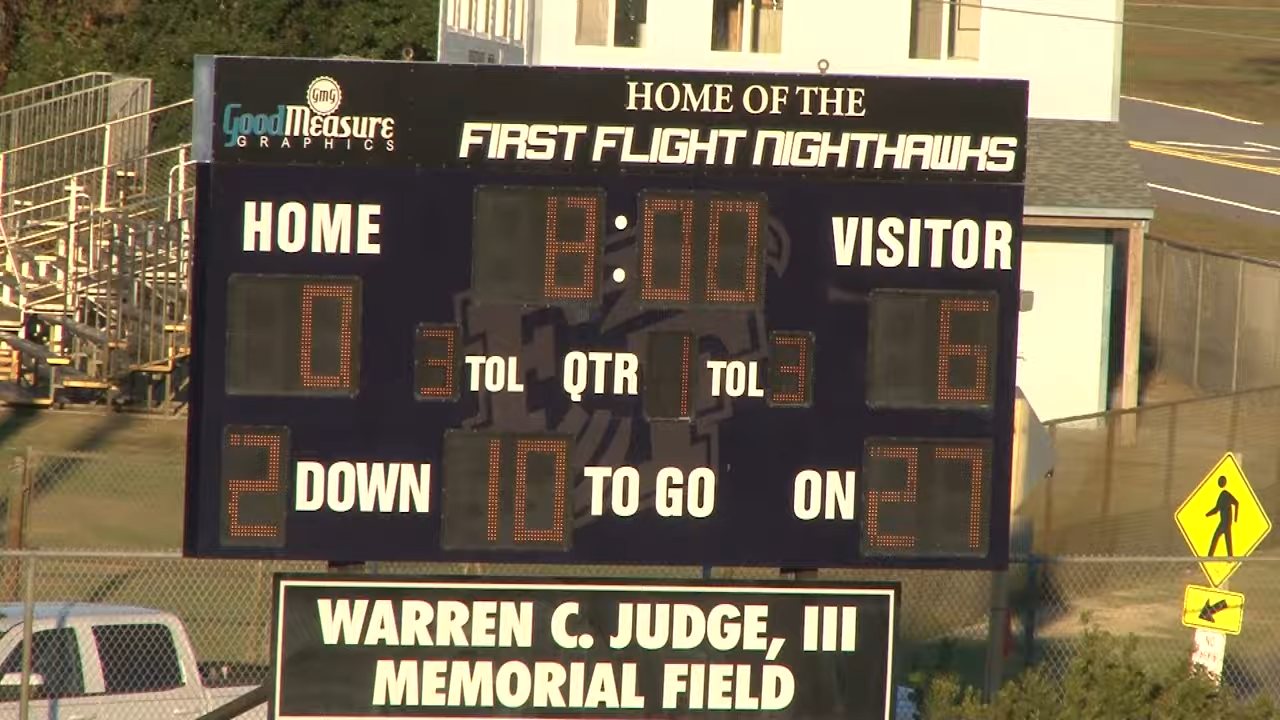 GMG
GoodMeasure
GRAPHICS
HOME OF THE
FIRST FLIGHT NIGHTHAWKS
HOME 8:00 VISITOR
0 3 TOL QTR 1 TOL 3 6
2 DOWN 10 TO GO ON 27
WARREN C. JUDGE, III
MEMORIAL FIELD